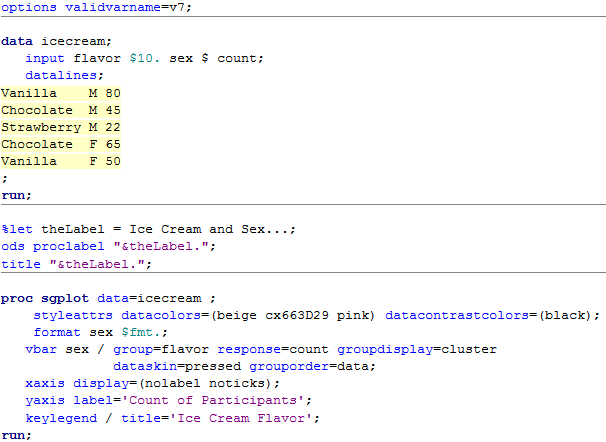 options validvarname=v7;
data icecream;
input flavor $10. sex $ count;
datalines;
Vanilla    M 80
Chocolate  M 45
Strawberry M 22
Chocolate  F 65
Vanilla    F 50
;
run;
%let theLabel = Ice Cream and Sex...;
ods proclabel "&theLabel.";
title "&theLabel.";
proc sgplot data=icecream ;
styleattrs datacolors=(beige cx663D29 pink) datacontrastcolors=(black);
format sex $fmt.;
vbar sex / group=flavor response=count groupdisplay=cluster
dataskin=pressed grouporder=data;
xaxis display=(nolabel noticks);
yaxis label='Count of Participants';
keylegend / title='Ice Cream Flavor';
run;